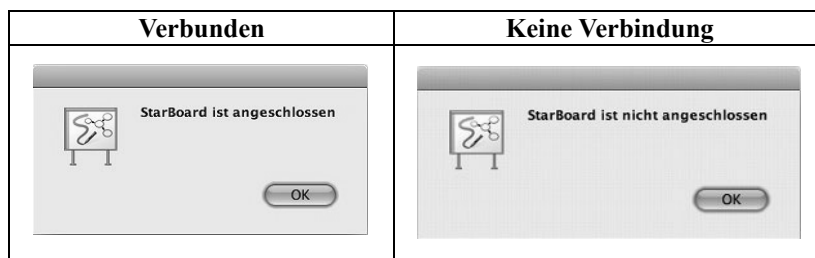 Verbunden
Keine Verbindung
StarBoard ist angeschlossen
OK
StarBoard ist nicht angeschlossen
OK